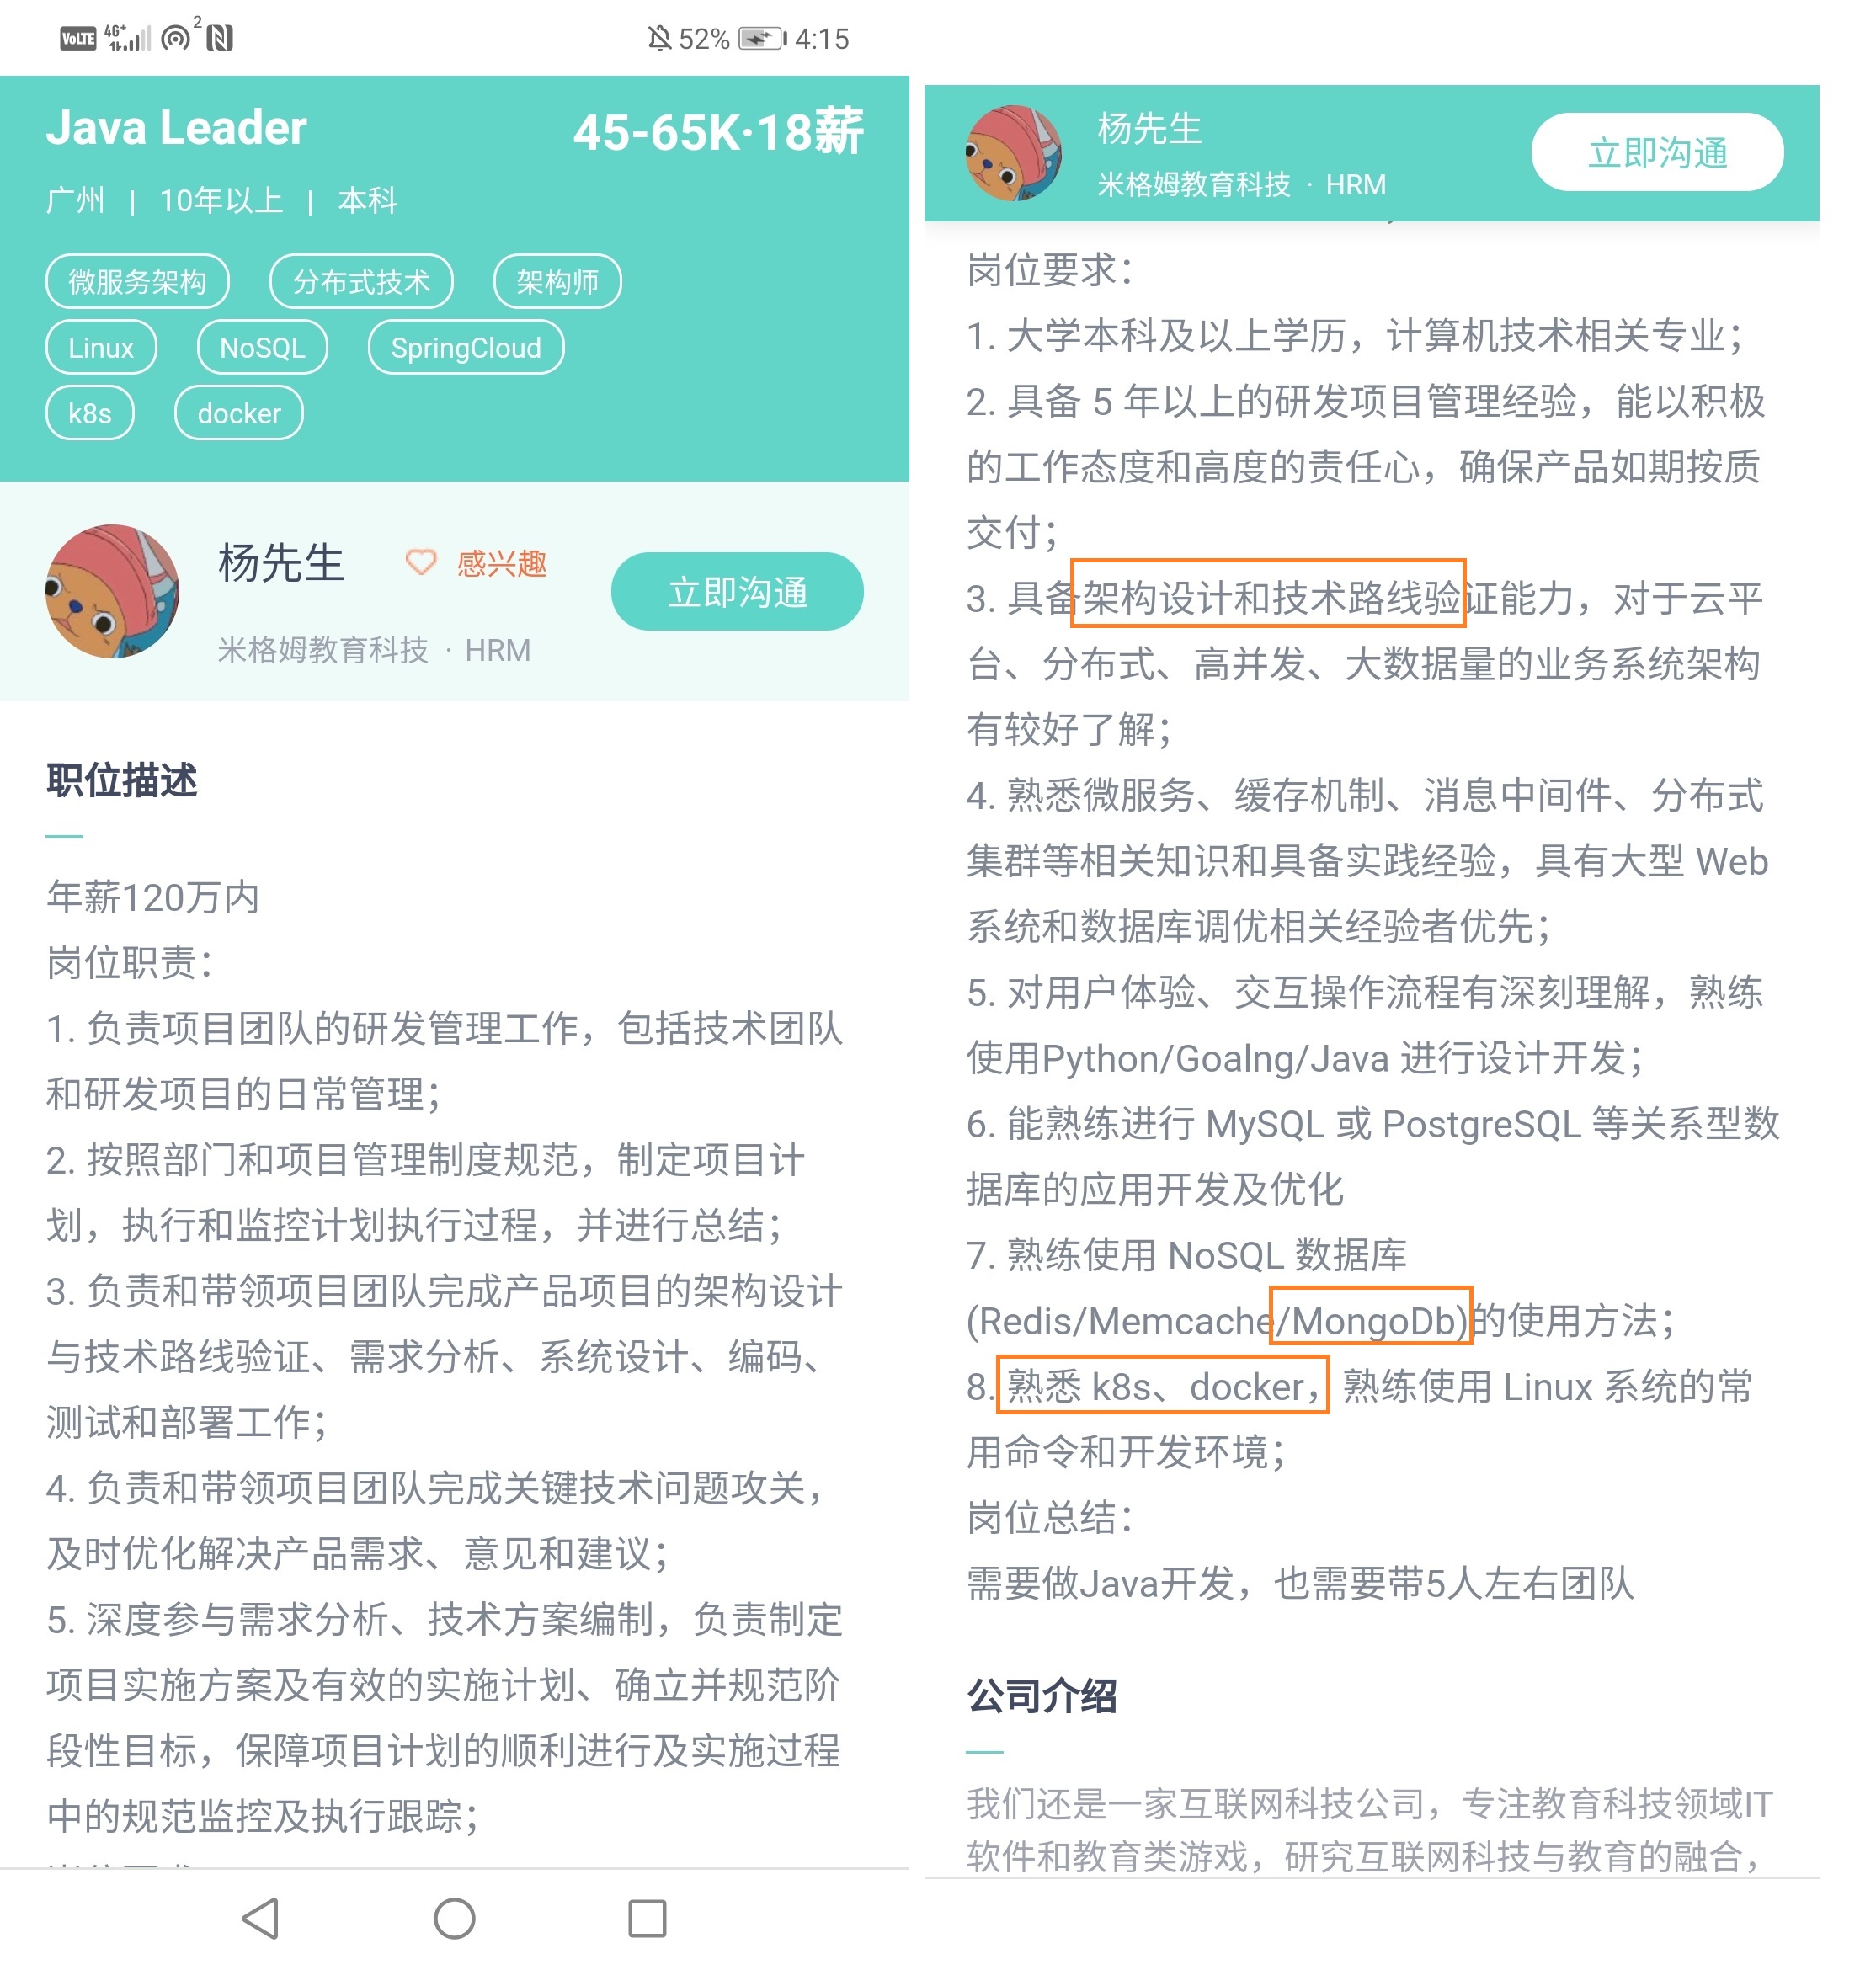 VoLTE 4G+ 2 52% 4:15
Java Leader 45-65K·18薪
广州 | 10年以上 | 本科
微服务架构 分布式技术 架构师
Linux NoSQL SpringCloud
k8s docker
杨先生 感兴趣 立即沟通
米格姆教育科技 · HRM
职位描述
年薪120万内
岗位职责：
1. 负责项目团队的研发管理工作，包括技术团队
和研发项目的日常管理；
2. 按照部门和项目管理制度规范，制定项目计
划，执行和监控计划执行过程，并进行总结；
3. 负责和带领项目团队完成产品项目的架构设计
与技术路线验证、需求分析、系统设计、编码、
测试和部署工作；
4. 负责和带领项目团队完成关键技术问题攻关，
及时优化解决产品需求、意见和建议；
5. 深度参与需求分析、技术方案编制，负责制定
项目实施方案及有效的实施计划、确立并规范阶
段性目标，保障项目计划的顺利进行及实施过程
中的规范监控及执行跟踪；
杨先生 立即沟通
米格姆教育科技 · HRM
岗位要求：
1. 大学本科及以上学历，计算机技术相关专业；
2. 具备 5 年以上的研发项目管理经验，能以积极
的工作态度和高度的责任心，确保产品如期按质
交付；
3. 具备架构设计和技术路线验证能力，对于云平
台、分布式、高并发、大数据量的业务系统架构
有较好了解；
4. 熟悉微服务、缓存机制、消息中间件、分布式
集群等相关知识和具备实践经验，具有大型 Web
系统和数据库调优相关经验者优先；
5. 对用户体验、交互操作流程有深刻理解，熟练
使用Python/Goalng/Java 进行设计开发；
6. 能熟练进行 MySQL 或 PostgreSQL 等关系型数
据库的应用开发及优化
7. 熟练使用 NoSQL 数据库
(Redis/Memcache/MongoDb)的使用方法；
8. 熟悉 k8s、docker，熟练使用 Linux 系统的常
用命令和开发环境；
岗位总结：
需要做Java开发，也需要带5人左右团队
公司介绍
我们还是一家互联网科技公司，专注教育科技领域IT
软件和教育类游戏，研究互联网科技与教育的融合，